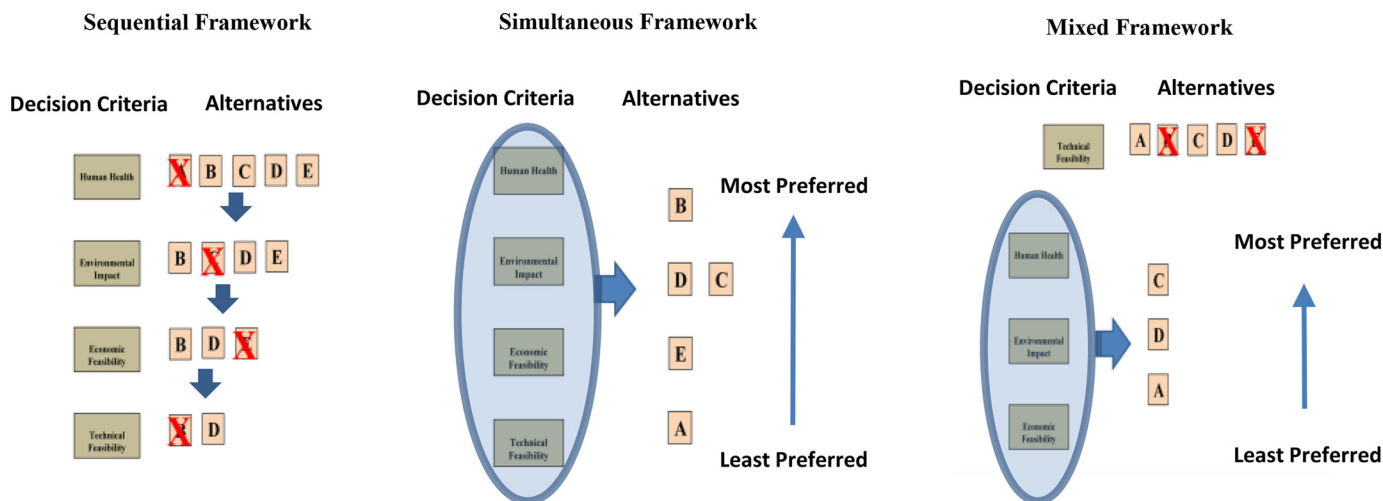 Sequential Framework
Decision Criteria Alternatives
Human Health
A B C D E
Environmental
Impact
B C D E
Economic
Feasibility
B D E
Technical
Feasibility
B D
Simultaneous Framework
Decision Criteria Alternatives
Human Health
Environmental
Impact
Economic
Feasibility
Technical
Feasibility
B
D C
E
A
Most Preferred
Least Preferred
Mixed Framework
Decision Criteria Alternatives
Technical
Feasibility
A B C D E
Human Health
Environmental
Impact
Economic
Feasibility
C
D
A
Most Preferred
Least Preferred